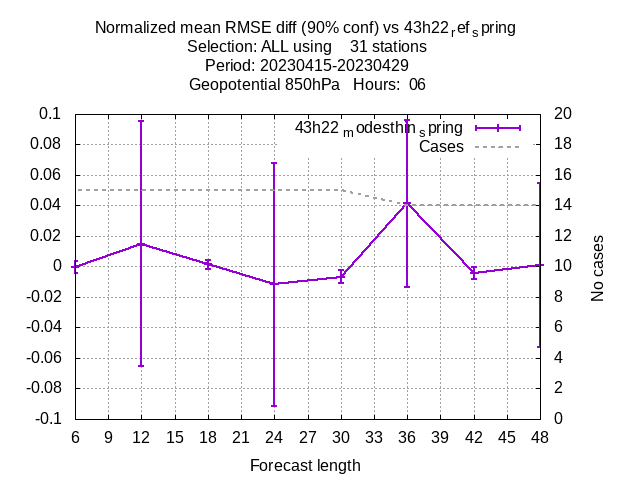 Normalized mean RMSE diff (90% conf) vs 43h22refspring
Selection: ALL using 31 stations
Period: 20230415-20230429
Geopotential 850hPa Hours: 06
43h22modesthinspring
Cases
0.1
0.08
0.06
0.04
0.02
0
-0.02
-0.04
-0.06
-0.08
-0.1
20
18
16
14
12
10
8
6
4
2
0
No cases
6 9 12 15 18 21 24 27 30 33 36 39 42 45 48
Forecast length